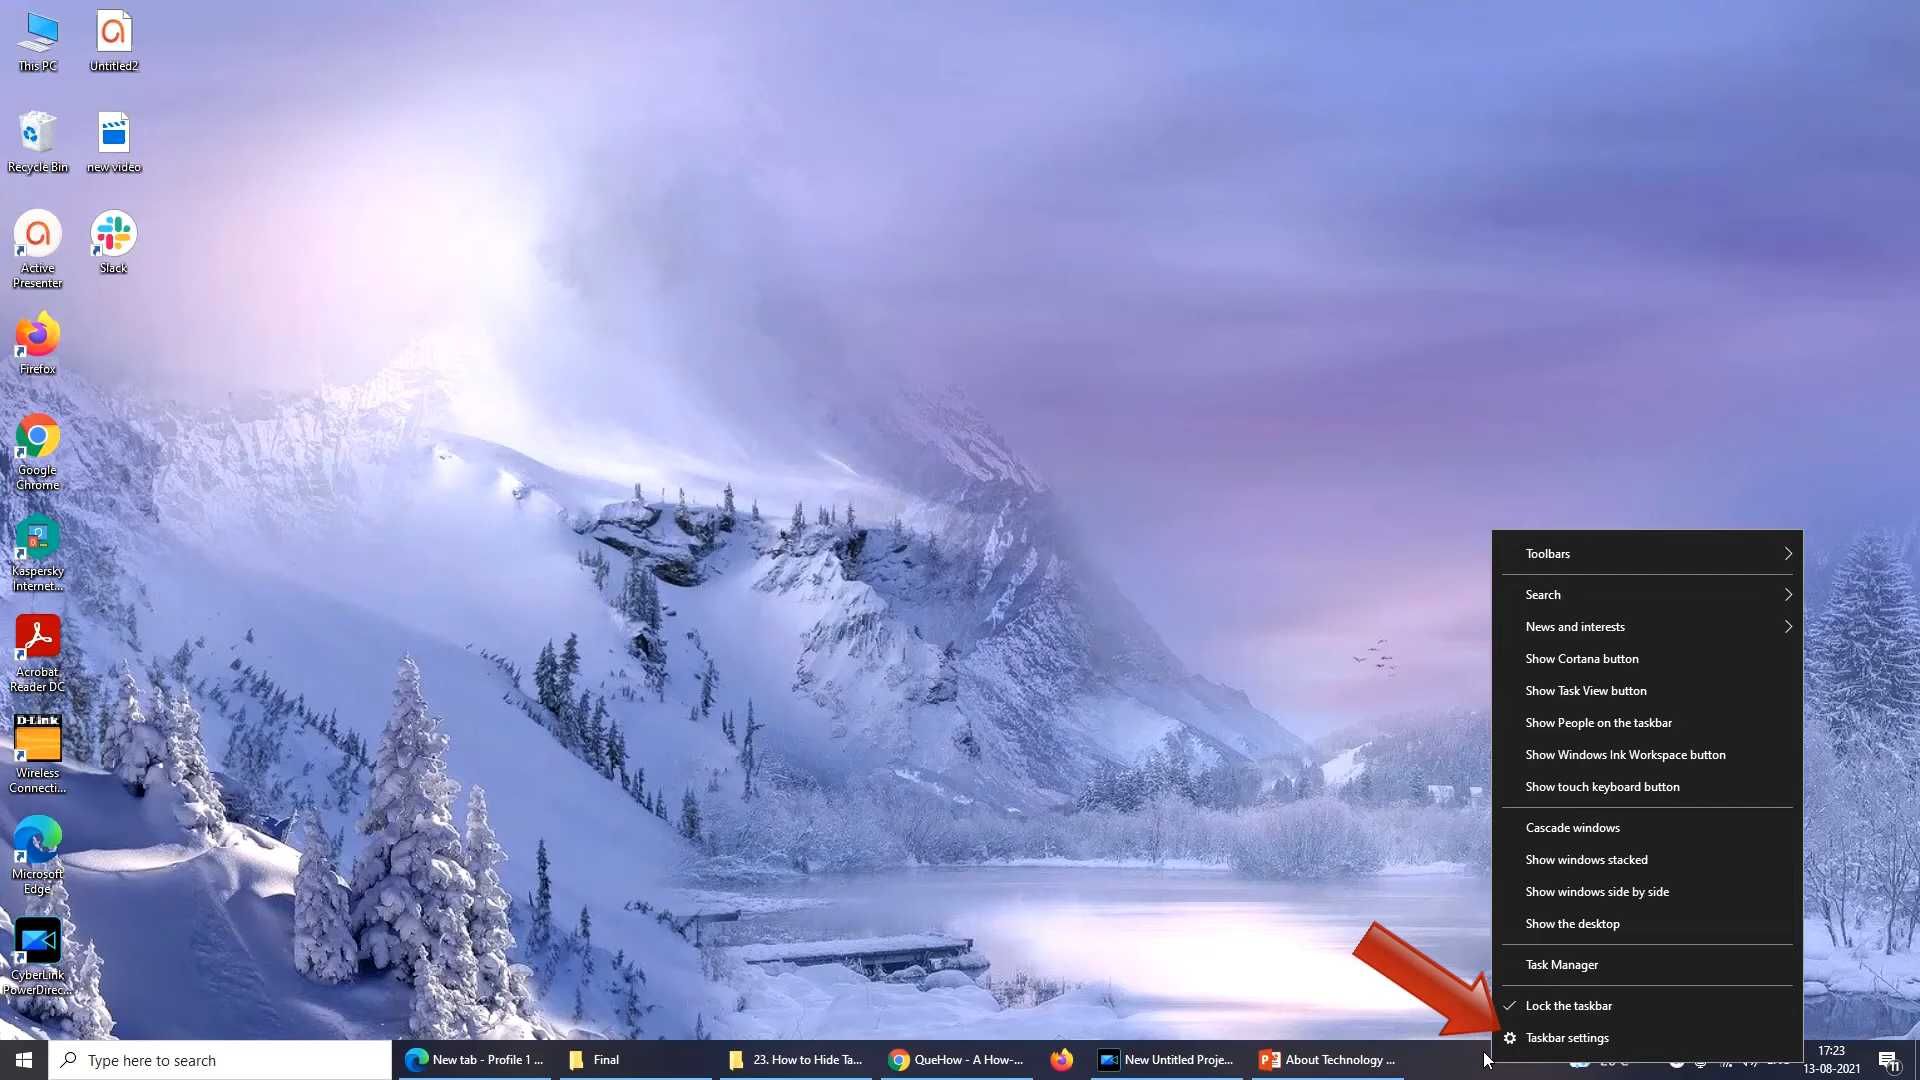 This PC
Untitled2
Recycle Bin
new video
Active
Presenter
Slack
Firefox
Google
Chrome
Kaspersky
Internet...
Acrobat
Reader DC
D-Link
Wireless
Connecti...
Microsoft
Edge
CyberLink
PowerDirec...
Toolbars
Search
News and interests
Show Cortana button
Show Task View button
Show People on the taskbar
Show Windows Ink Workspace button
Show touch keyboard button
Cascade windows
Show windows stacked
Show windows side by side
Show the desktop
Task Manager
Lock the taskbar
Taskbar settings
Type here to search
New tab - Profile 1 ...
Final
23. How to Hide Ta...
QueHow - A How-...
New Untitled Proje...
About Technology ...
17:23
13-08-2021
11